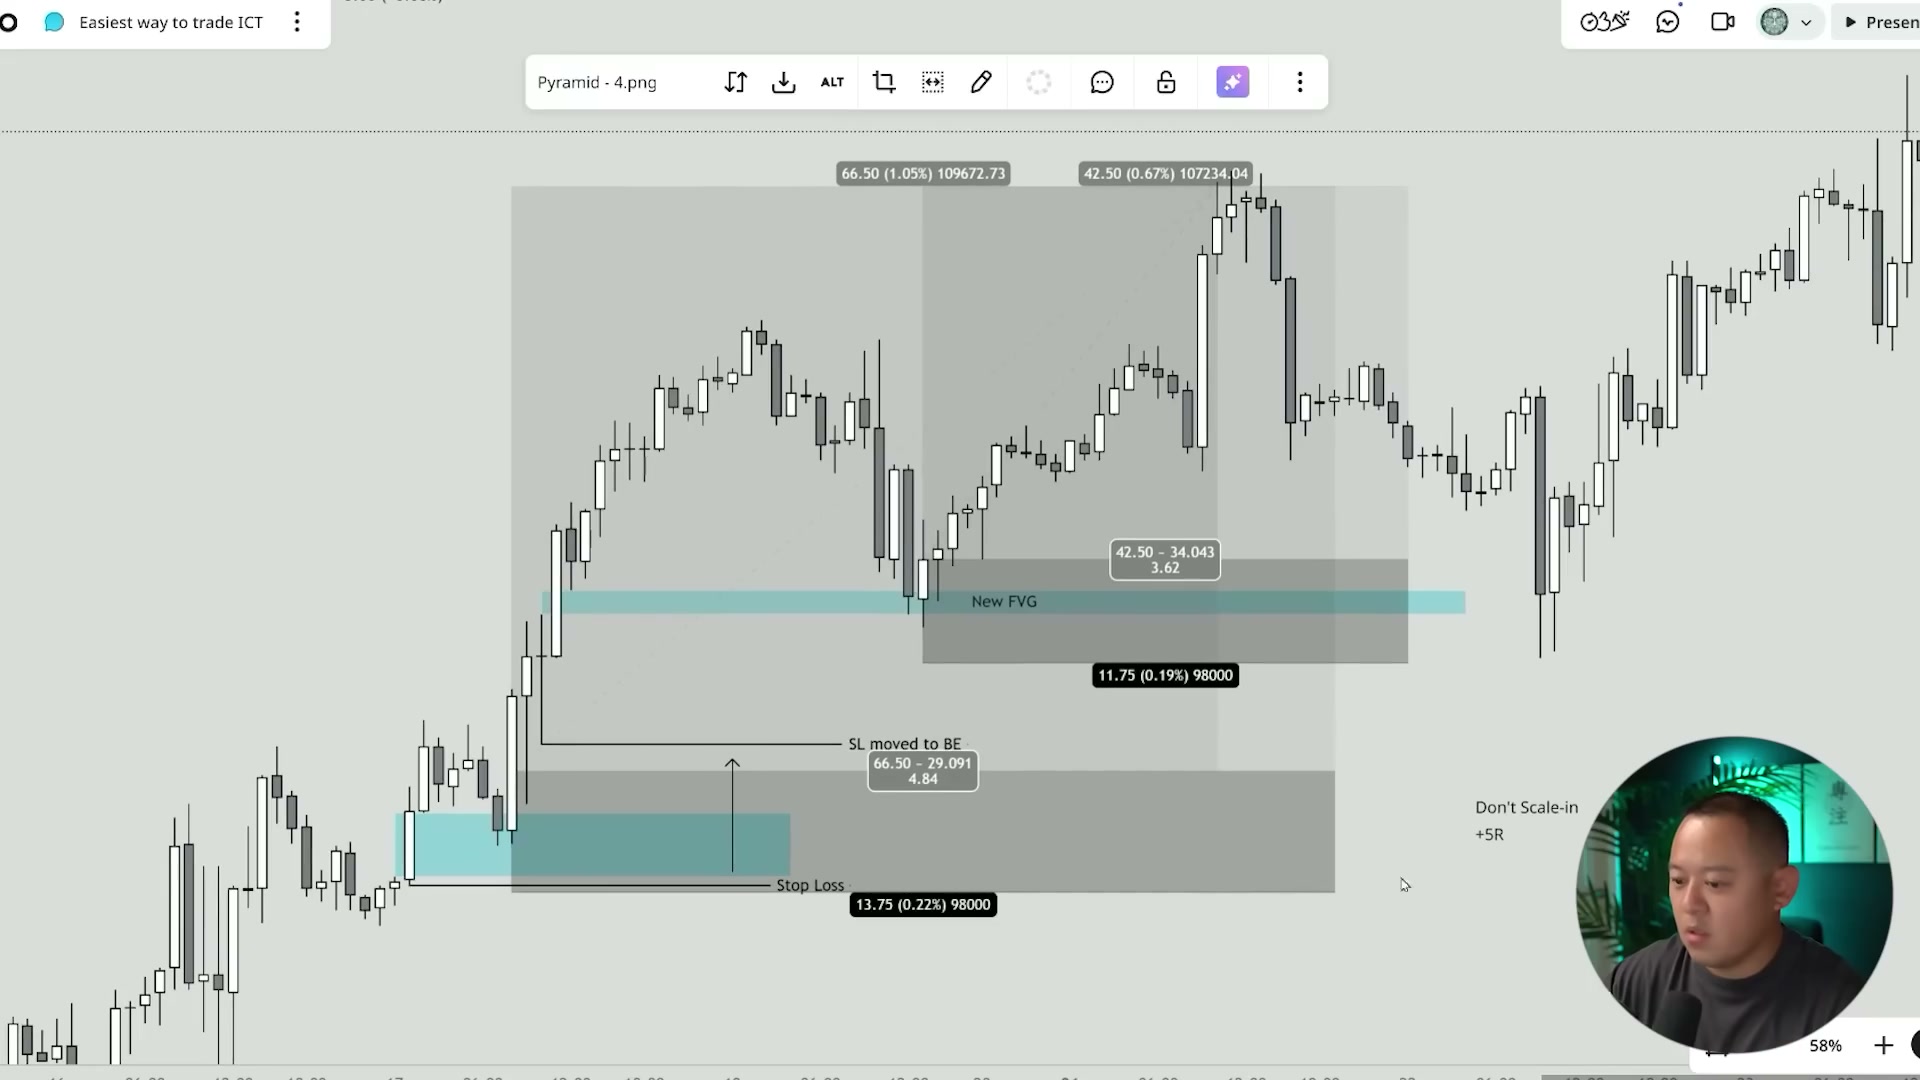 Easiest way to trade ICT
Presen
Pyramid - 4.png
ALT
66.50 (1.05%) 109672.73
42.50 (0.67%) 107234.04
42.50 - 34.043
3.62
New FVG
11.75 (0.19%) 98000
SL moved to BE
66.50 - 29.091
4.84
Don't Scale-in
+5R
Stop Loss
13.75 (0.22%) 98000
58%